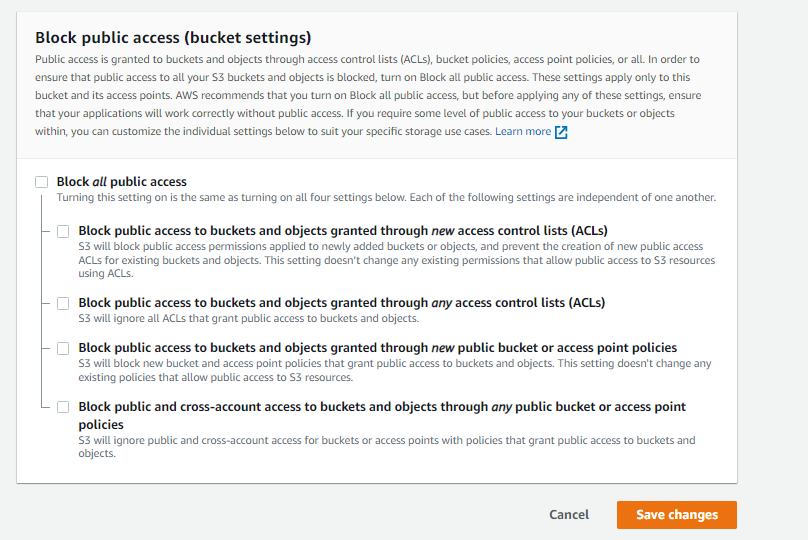 Block public access (bucket settings)
Public access is granted to buckets and objects through access control lists (ACLs), bucket policies, access point policies, or all. In order to
ensure that public access to all your S3 buckets and objects is blocked, turn on Block all public access. These settings apply only to this
bucket and its access points. AWS recommends that you turn on Block all public access, but before applying any of these settings, ensure
that your applications will work correctly without public access. If you require some level of public access to your buckets or objects
within, you can customize the individual settings below to suit your specific storage use cases. Learn more
Block all public access
Turning this setting on is the same as turning on all four settings below. Each of the following settings are independent of one another.
Block public access to buckets and objects granted through new access control lists (ACLs)
S3 will block public access permissions applied to newly added buckets or objects, and prevent the creation of new public access
ACLs for existing buckets and objects. This setting doesn't change any existing permissions that allow public access to S3 resources
using ACLs.
Block public access to buckets and objects granted through any access control lists (ACLs)
S3 will ignore all ACLs that grant public access to buckets and objects.
Block public access to buckets and objects granted through new public bucket or access point policies
S3 will block new bucket and access point policies that grant public access to buckets and objects. This setting doesn't change any
existing policies that allow public access to S3 resources.
Block public and cross-account access to buckets and objects through any public bucket or access point
policies
S3 will ignore public and cross-account access for buckets or access points with policies that grant public access to buckets and
objects.
Cancel
Save changes